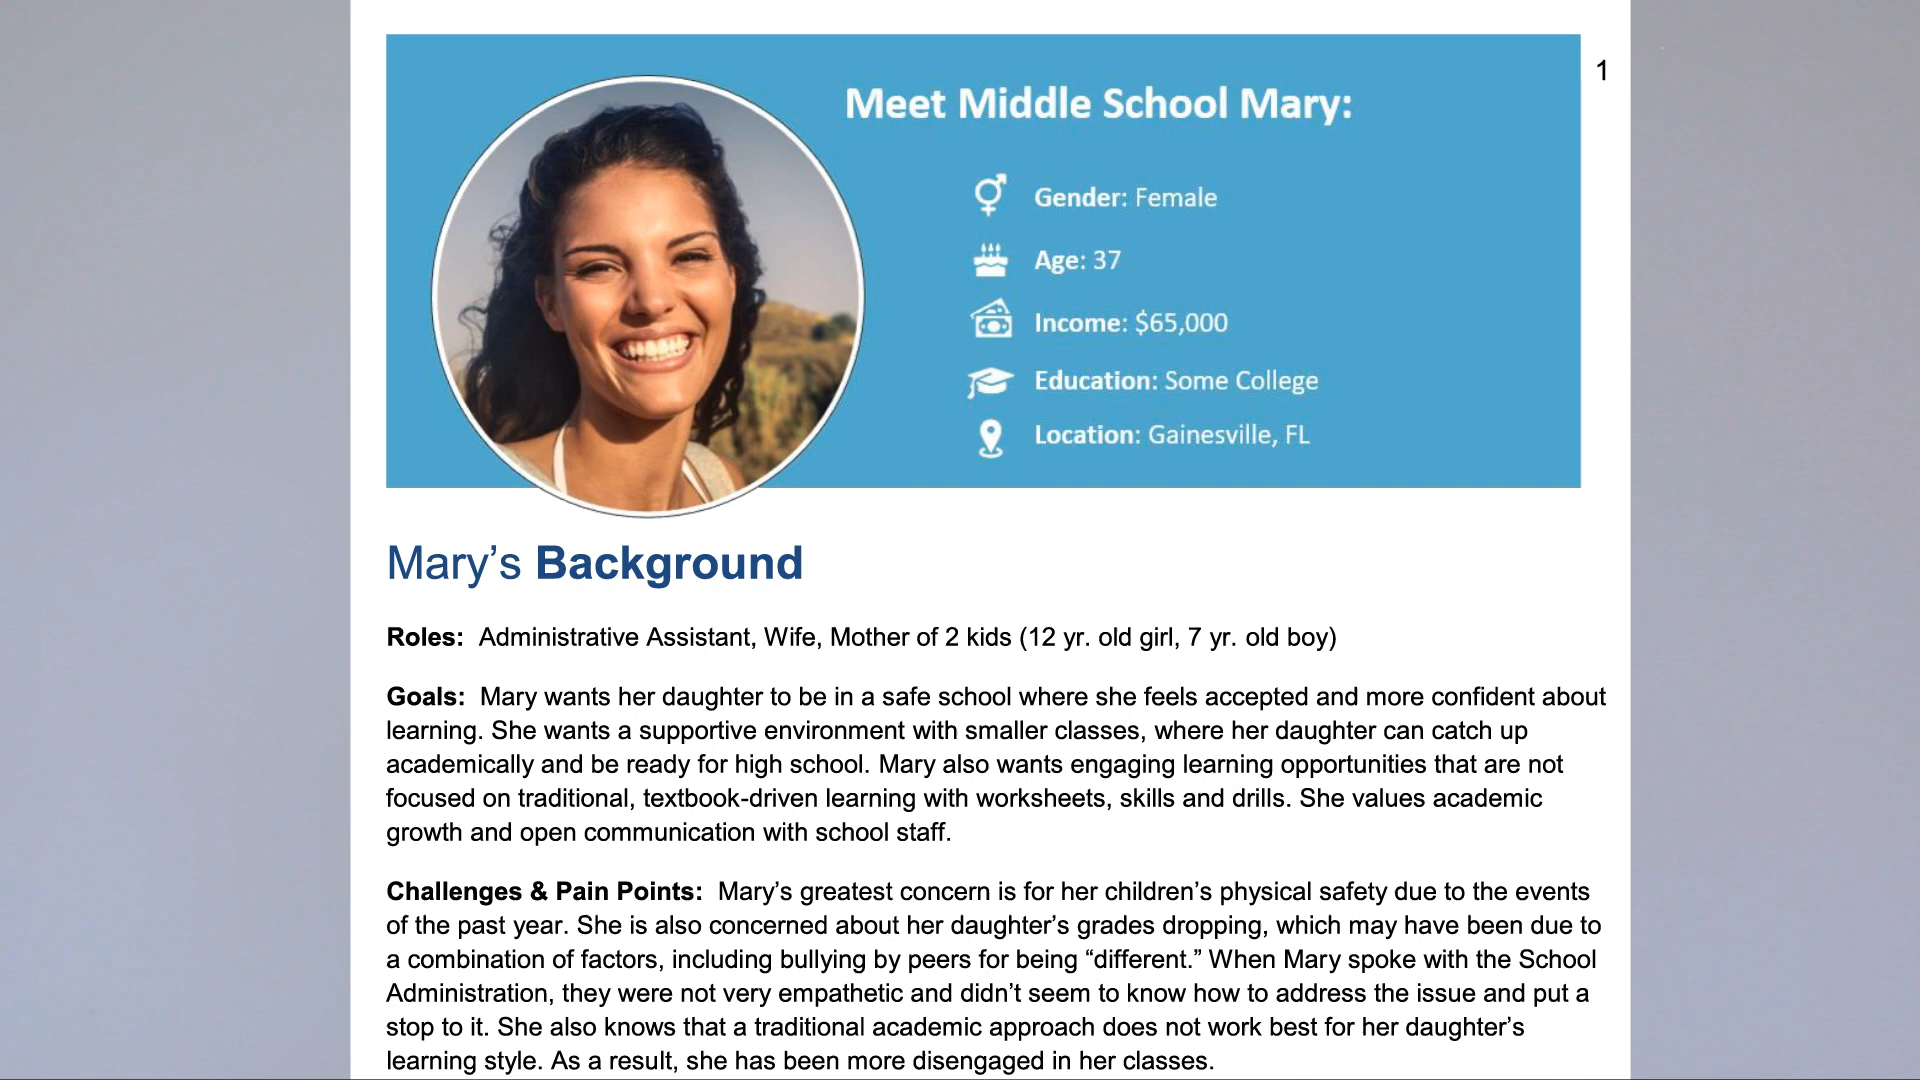 1
Meet Middle School Mary:
Gender: Female
Age: 37
Income: $65,000
Education: Some College
Location: Gainesville, FL
Mary’s Background
Roles:  Administrative Assistant, Wife, Mother of 2 kids (12 yr. old girl, 7 yr. old boy)
Goals:  Mary wants her daughter to be in a safe school where she feels accepted and more confident about
learning. She wants a supportive environment with smaller classes, where her daughter can catch up
academically and be ready for high school. Mary also wants engaging learning opportunities that are not
focused on traditional, textbook-driven learning with worksheets, skills and drills. She values academic
growth and open communication with school staff.
Challenges & Pain Points:  Mary’s greatest concern is for her children’s physical safety due to the events
of the past year. She is also concerned about her daughter’s grades dropping, which may have been due to
a combination of factors, including bullying by peers for being “different.” When Mary spoke with the School
Administration, they were not very empathetic and didn’t seem to know how to address the issue and put a
stop to it. She also knows that a traditional academic approach does not work best for her daughter’s
learning style. As a result, she has been more disengaged in her classes.